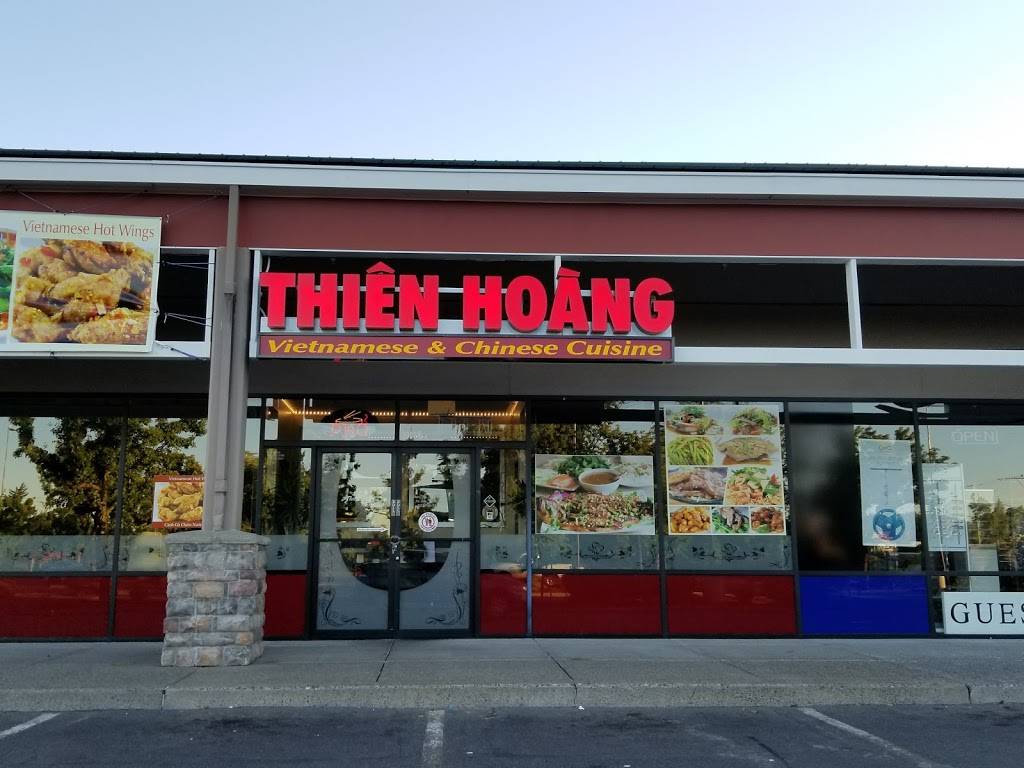 Vietnamese Hot Wings
THIÊN HOÀNG
Vietnamese & Chinese Cuisine
OPEN
GUES